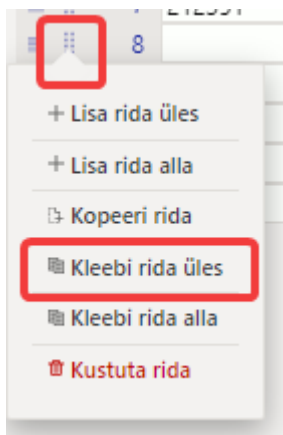 8
Lisa rida üles
Lisa rida alla
Kopeeri rida
Kleebi rida üles
Kleebi rida alla
Kustuta rida